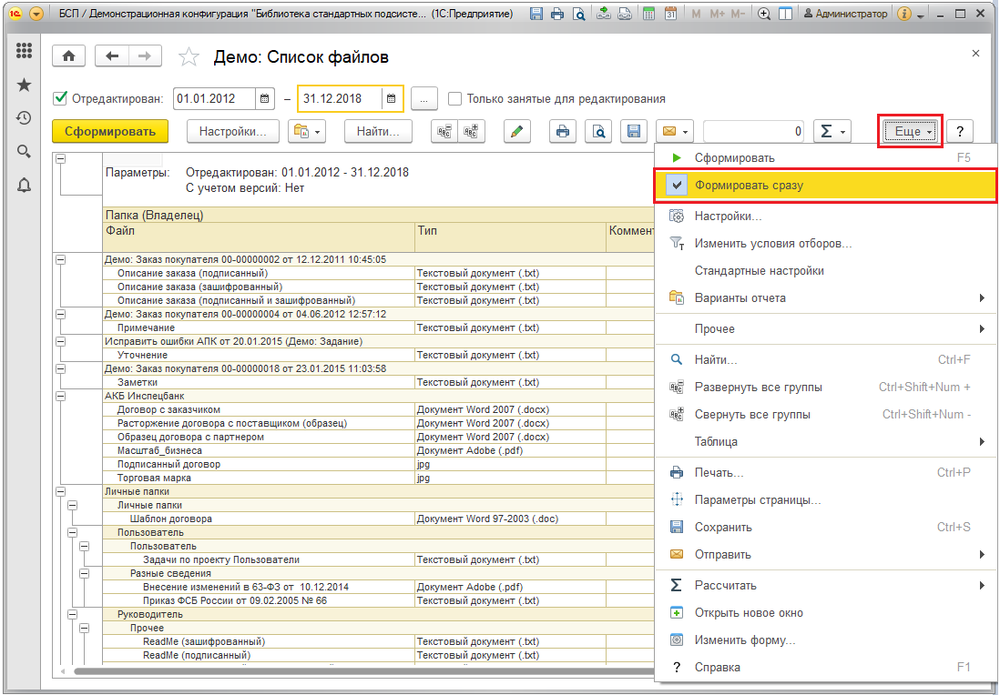 БСП / Демонстрационная конфигурация "Библиотека стандартных подсисте... (1С:Предприятие)
M M+ M-
Администратор
Демо: Список файлов
Отредактирован: 01.01.2012 – 31.12.2018 ... Только занятые для редактирования
Сформировать Настройки... Найти... 0 Σ Еще ?
Параметры: Отредактирован: 01.01.2012 - 31.12.2018
С учетом версий: Нет
Папка (Владелец)
Файл Тип Коммент
Демо: Заказ покупателя 00-00000002 от 12.12.2011 10:45:05
Описание заказа (подписанный) Текстовый документ (.txt)
Описание заказа (зашифрованный) Текстовый документ (.txt)
Описание заказа (подписанный и зашифрованный) Текстовый документ (.txt)
Демо: Заказ покупателя 00-00000004 от 04.06.2012 12:57:12
Примечание Текстовый документ (.txt)
Исправить ошибки АПК от 20.01.2015 (Демо: Задание)
Уточнение Текстовый документ (.txt)
Демо: Заказ покупателя 00-00000018 от 23.01.2015 11:03:58
Заметки Текстовый документ (.txt)
АКБ Инспецбанк
Договор с заказчиком Документ Word 2007 (.docx)
Расторжение договора с поставщиком (образец) Документ Word 2007 (.docx)
Образец договора с партнером Документ Word 2007 (.docx)
Масштаб_бизнеса Документ Adobe (.pdf)
Подписанный договор jpg
Торговая марка jpg
Личные папки
Личные папки
Шаблон договора Документ Word 97-2003 (.doc)
Пользователь
Пользователь
Задачи по проекту Пользователи Текстовый документ (.txt)
Разные сведения
Внесение изменений в 63-ФЗ от 10.12.2014 Документ Adobe (.pdf)
Приказ ФСБ России от 09.02.2005 № 66 Текстовый документ (.txt)
Руководитель
Прочее
ReadMe (зашифрованный) Текстовый документ (.txt)
ReadMe (подписанный) Текстовый документ (.txt)
Сформировать F5
Формировать сразу
Настройки...
Изменить условия отборов...
Стандартные настройки
Варианты отчета
Прочее
Найти... Ctrl+F
Развернуть все группы Ctrl+Shift+Num +
Свернуть все группы Ctrl+Shift+Num -
Таблица
Печать... Ctrl+P
Параметры страницы...
Сохранить Ctrl+S
Отправить
Рассчитать
Открыть новое окно
Изменить форму...
? Справка F1